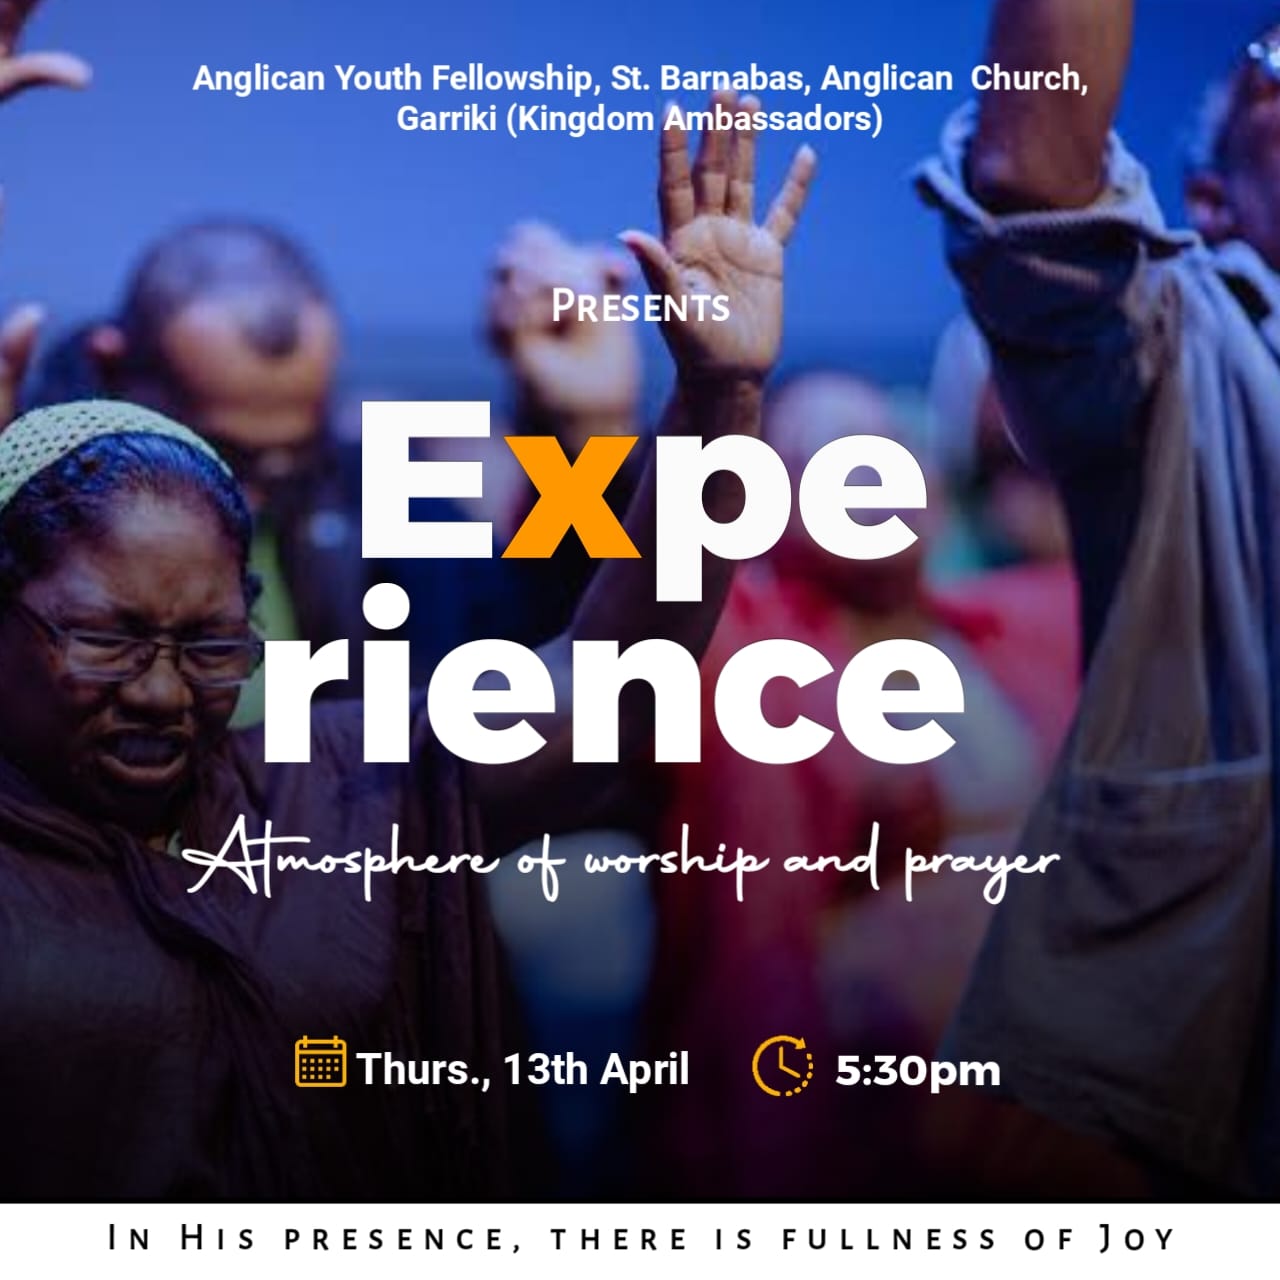 Anglican Youth Fellowship, St. Barnabas, Anglican Church,
Garriki (Kingdom Ambassadors)
Presents
Expe
rience
Atmosphere of worship and prayer
Thurs., 13th April
5:30pm
In His presence, there is fullness of Joy